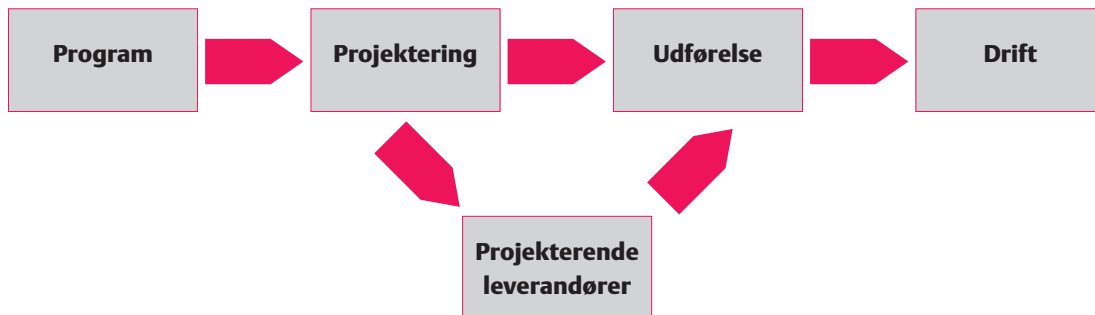 Program
Projektering
Udførelse
Drift
Projekterende
leverandører